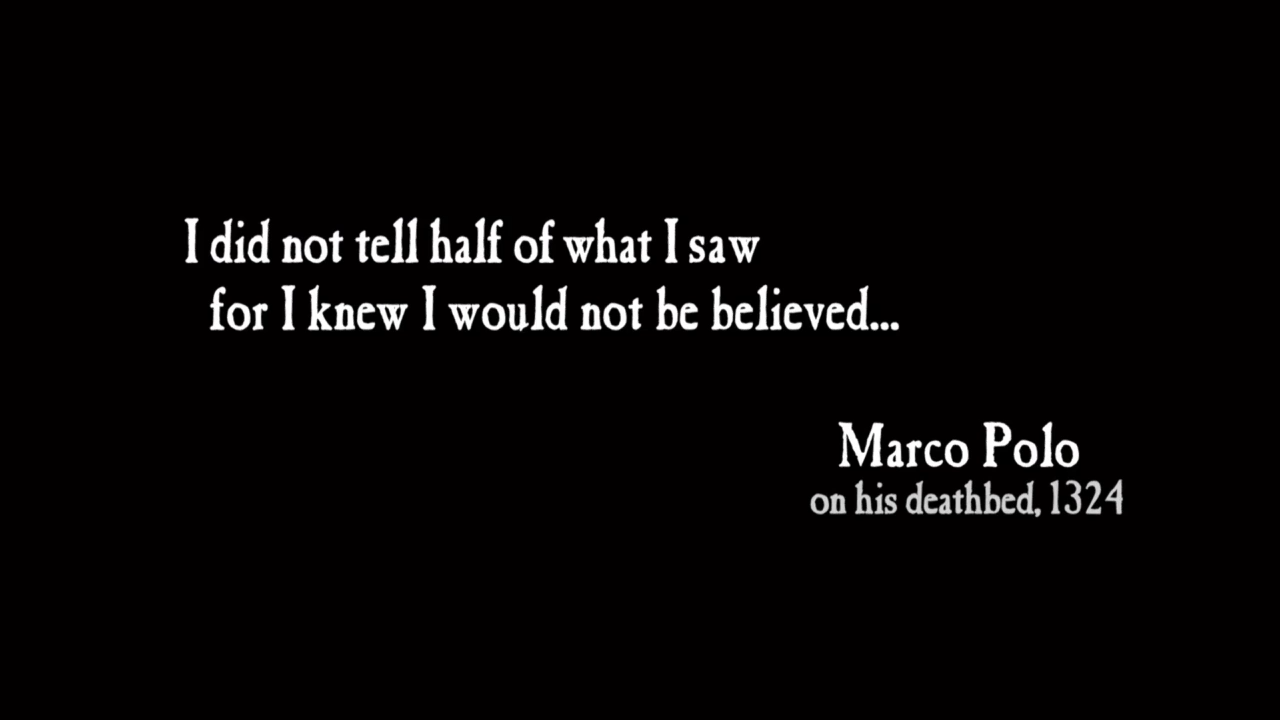 I did not tell half of what I saw
for I knew I would not be believed...
Marco Polo
on his deathbed, 1324